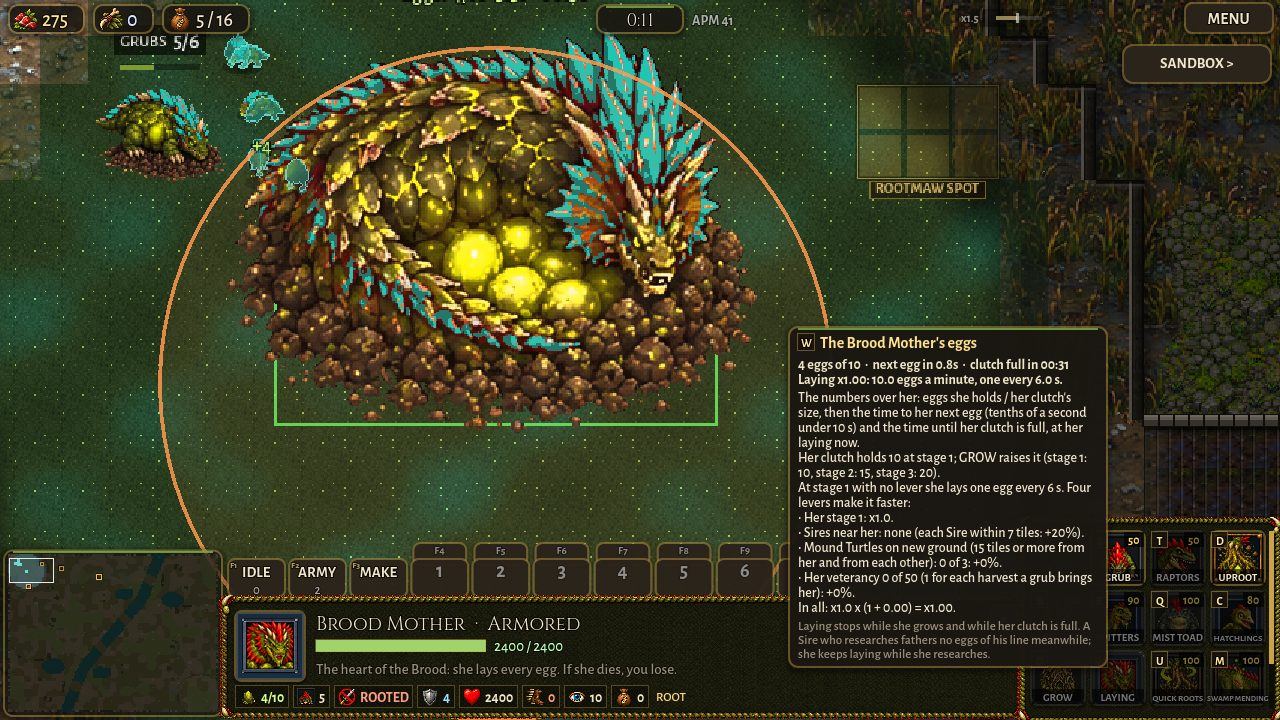 275
0
5 / 16
0:11
APM 41
x1.5
MENU
SANDBOX >
GRUBS 5/6
+4
ROOTMAW SPOT
W The Brood Mother's eggs
4 eggs of 10 · next egg in 0.8s · clutch full in 00:31
Laying x1.00: 10.0 eggs a minute, one every 6.0 s.
The numbers over her: eggs she holds / her clutch's
size, then the time to her next egg (tenths of a second
under 10 s) and the time until her clutch is full, at her
laying now.
Her clutch holds 10 at stage 1; GROW raises it (stage 1:
10, stage 2: 15, stage 3: 20).
At stage 1 with no lever she lays one egg every 6 s. Four
levers make it faster:
· Her stage 1: x1.0.
· Sires near her: none (each Sire within 7 tiles: +20%).
· Mound Turtles on new ground (15 tiles or more from
her and from each other): 0 of 3: +0%.
· Her veterancy 0 of 50 (1 for each harvest a grub brings
her): +0%.
In all: x1.0 x (1 + 0.00) = x1.00.
Laying stops while she grows and while her clutch is full. A
Sire who researches fathers no eggs of his line meanwhile;
she keeps laying while she researches.
F1 IDLE 0
F2 ARMY 2
F3 MAKE
F4 1
F5 2
F6 3
F7 4
F8 5
F9 6
BROOD MOTHER · ARMORED
2400 / 2400
The heart of the Brood: she lays every egg. If she dies, you lose.
4/10
5
ROOTED
4
2400
0
10
0
ROOT
50 GRUB
T 50 RAPTORS
D UPROOT
90
Q 100 MIST TOAD
C 80 HATCHLINGS
GROW
LAYING
U 100 QUICK ROOTS
M 100 SWAMP MENDING